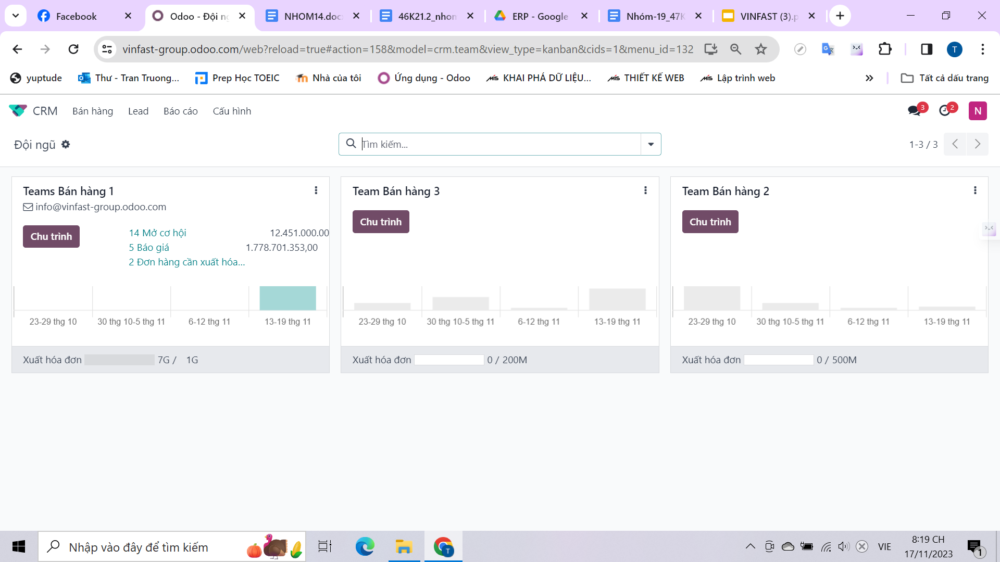 Facebook
Odoo - Đội ng
NHOM14.doc
46K21.2_nhon
ERP - Google
Nhóm-19_47K
VINFAST (3).p
vinfast-group.odoo.com/web?reload=true#action=158&model=crm.team&view_type=kanban&cids=1&menu_id=132
T
yuptude
Thư - Tran Truong...
Prep Học TOEIC
Nhà của tôi
Ứng dụng - Odoo
MIS KHAI PHÁ DỮ LIỆU...
MIS THIẾT KẾ WEB
MIS Lập trình web
Tất cả dấu trang
CRM Bán hàng Lead Báo cáo Cấu hình
3
2
N
Đội ngũ
Tìm kiếm...
1-3 / 3
Teams Bán hàng 1
info@vinfast-group.odoo.com
Chu trình
14 Mở cơ hội 12.451.000.00
5 Báo giá 1.778.701.353,00
2 Đơn hàng cần xuất hóa...
23-29 thg 10 30 thg 10-5 thg 11 6-12 thg 11 13-19 thg 11
Xuất hóa đơn 7G / 1G
Team Bán hàng 3
Chu trình
23-29 thg 10 30 thg 10-5 thg 11 6-12 thg 11 13-19 thg 11
Xuất hóa đơn 0 / 200M
Team Bán hàng 2
Chu trình
23-29 thg 10 30 thg 10-5 thg 11 6-12 thg 11 13-19 thg 11
Xuất hóa đơn 0 / 500M
Nhập vào đây để tìm kiếm
T
VIE
8:19 CH
17/11/2023
1